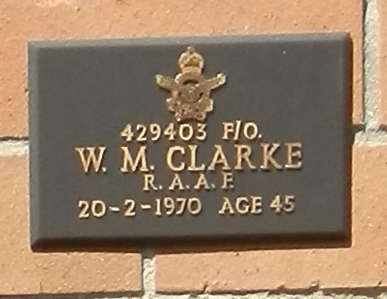 429403 F/O.
W. M. CLARKE
R. A. A. F.
20-2-1970 AGE 45